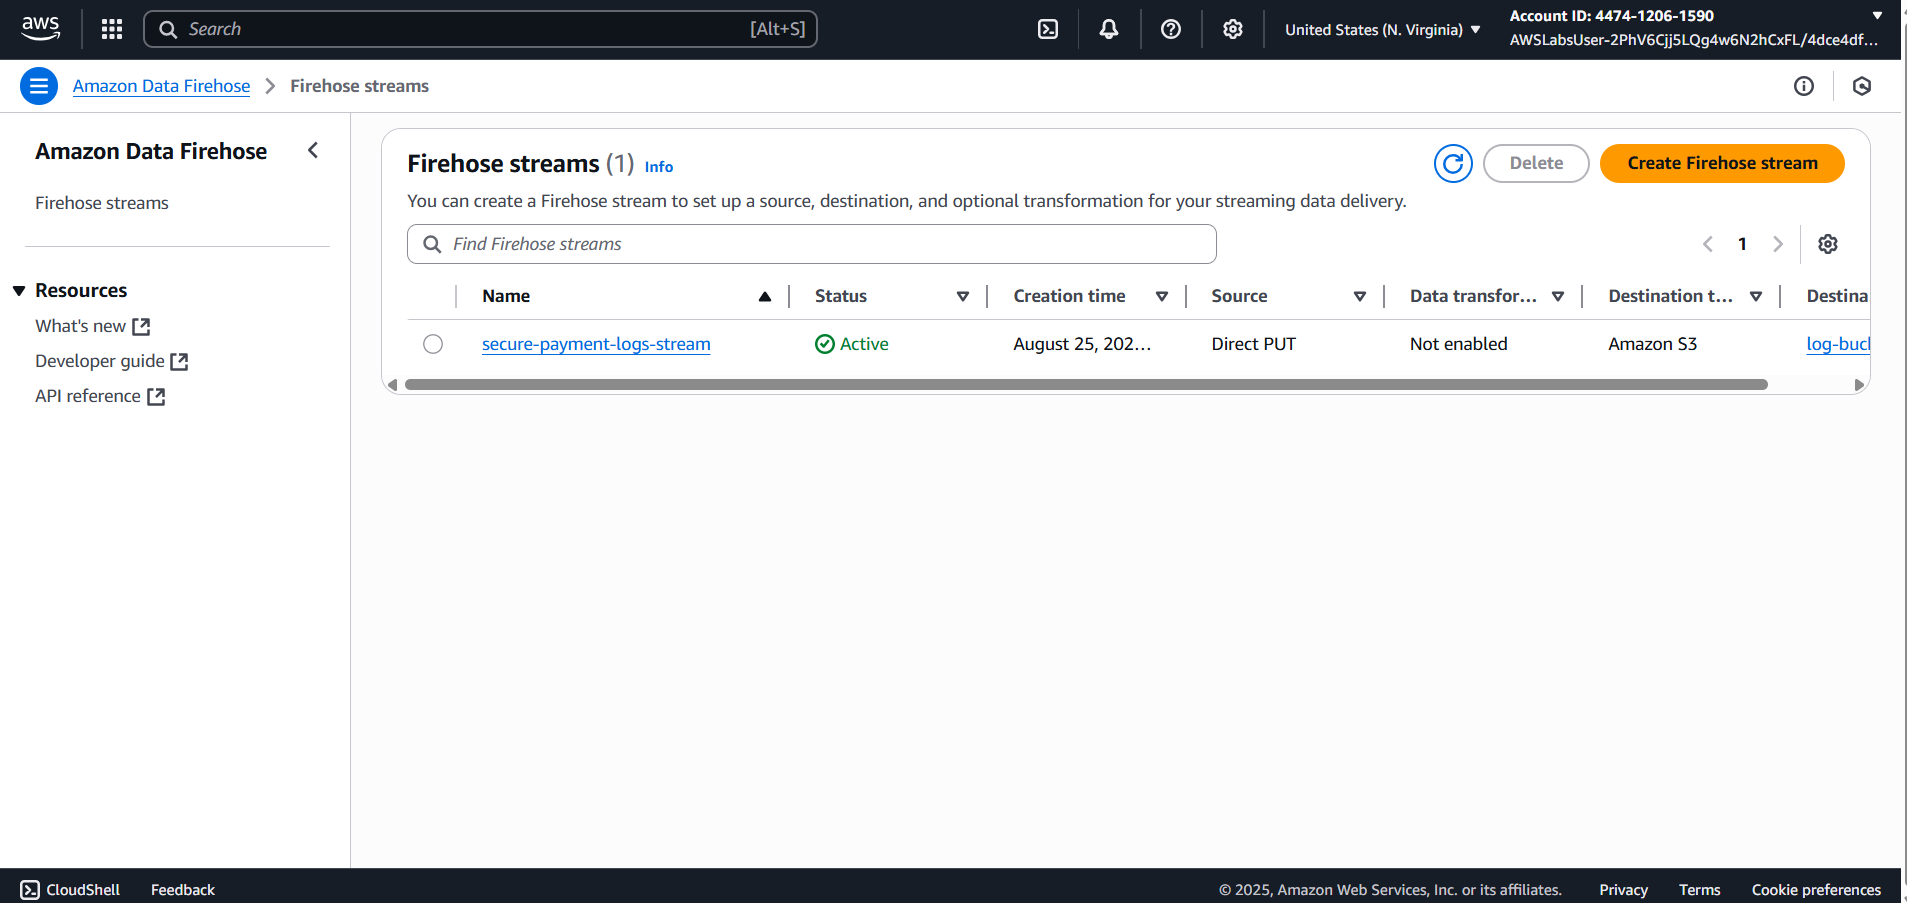 aws
Search
[Alt+S]
United States (N. Virginia)
Account ID: 4474-1206-1590
AWSLabsUser-2PhV6Cjj5LQg4w6N2hCxFL/4dce4df...
Amazon Data Firehose
Firehose streams
Amazon Data Firehose
Firehose streams
Resources
What's new
Developer guide
API reference
Firehose streams (1) Info
Delete
Create Firehose stream
You can create a Firehose stream to set up a source, destination, and optional transformation for your streaming data delivery.
Find Firehose streams
1
Name Status Creation time Source Data transfor... Destination t... Destina
secure-payment-logs-stream Active August 25, 202... Direct PUT Not enabled Amazon S3 log-buc
CloudShell Feedback © 2025, Amazon Web Services, Inc. or its affiliates. Privacy Terms Cookie preferences